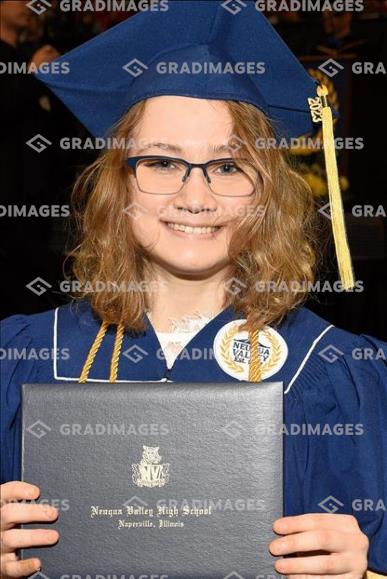 GRADIMAGES
2023
NEUQUA
VALLEY
NV
Neuqua Valley High School
Naperville, Illinois